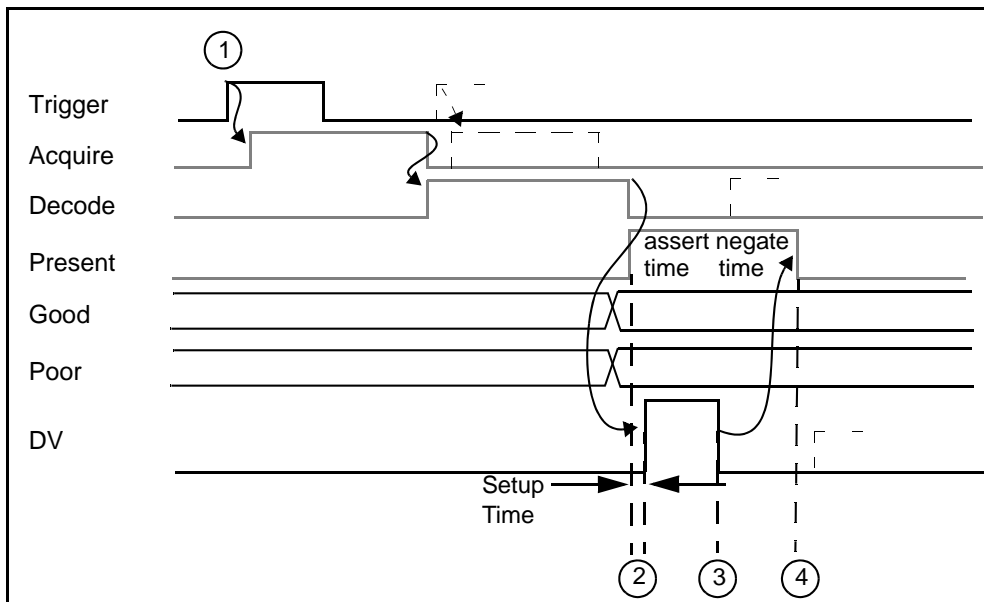 1
Trigger
Acquire
Decode
Present
assert negate
time time
Good
Poor
DV
Setup
Time
2
3
4